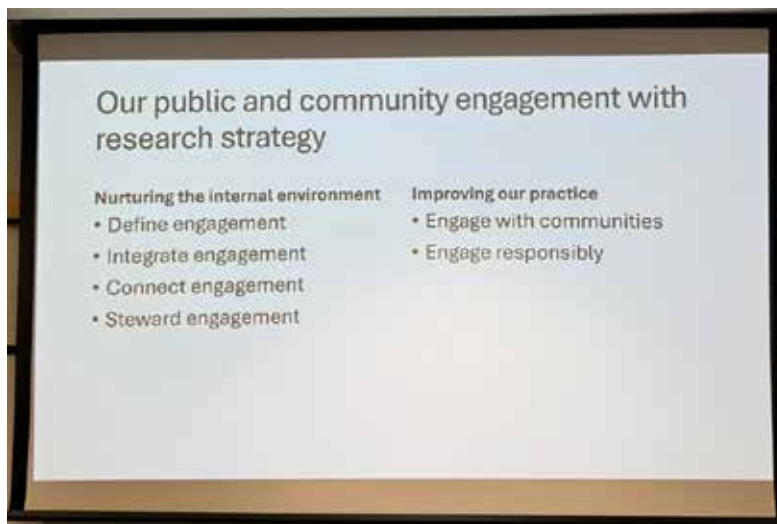 Our public and community engagement with
research strategy
Nurturing the internal environment
• Define engagement
• Integrate engagement
• Connect engagement
• Steward engagement
Improving our practice
• Engage with communities
• Engage responsibly